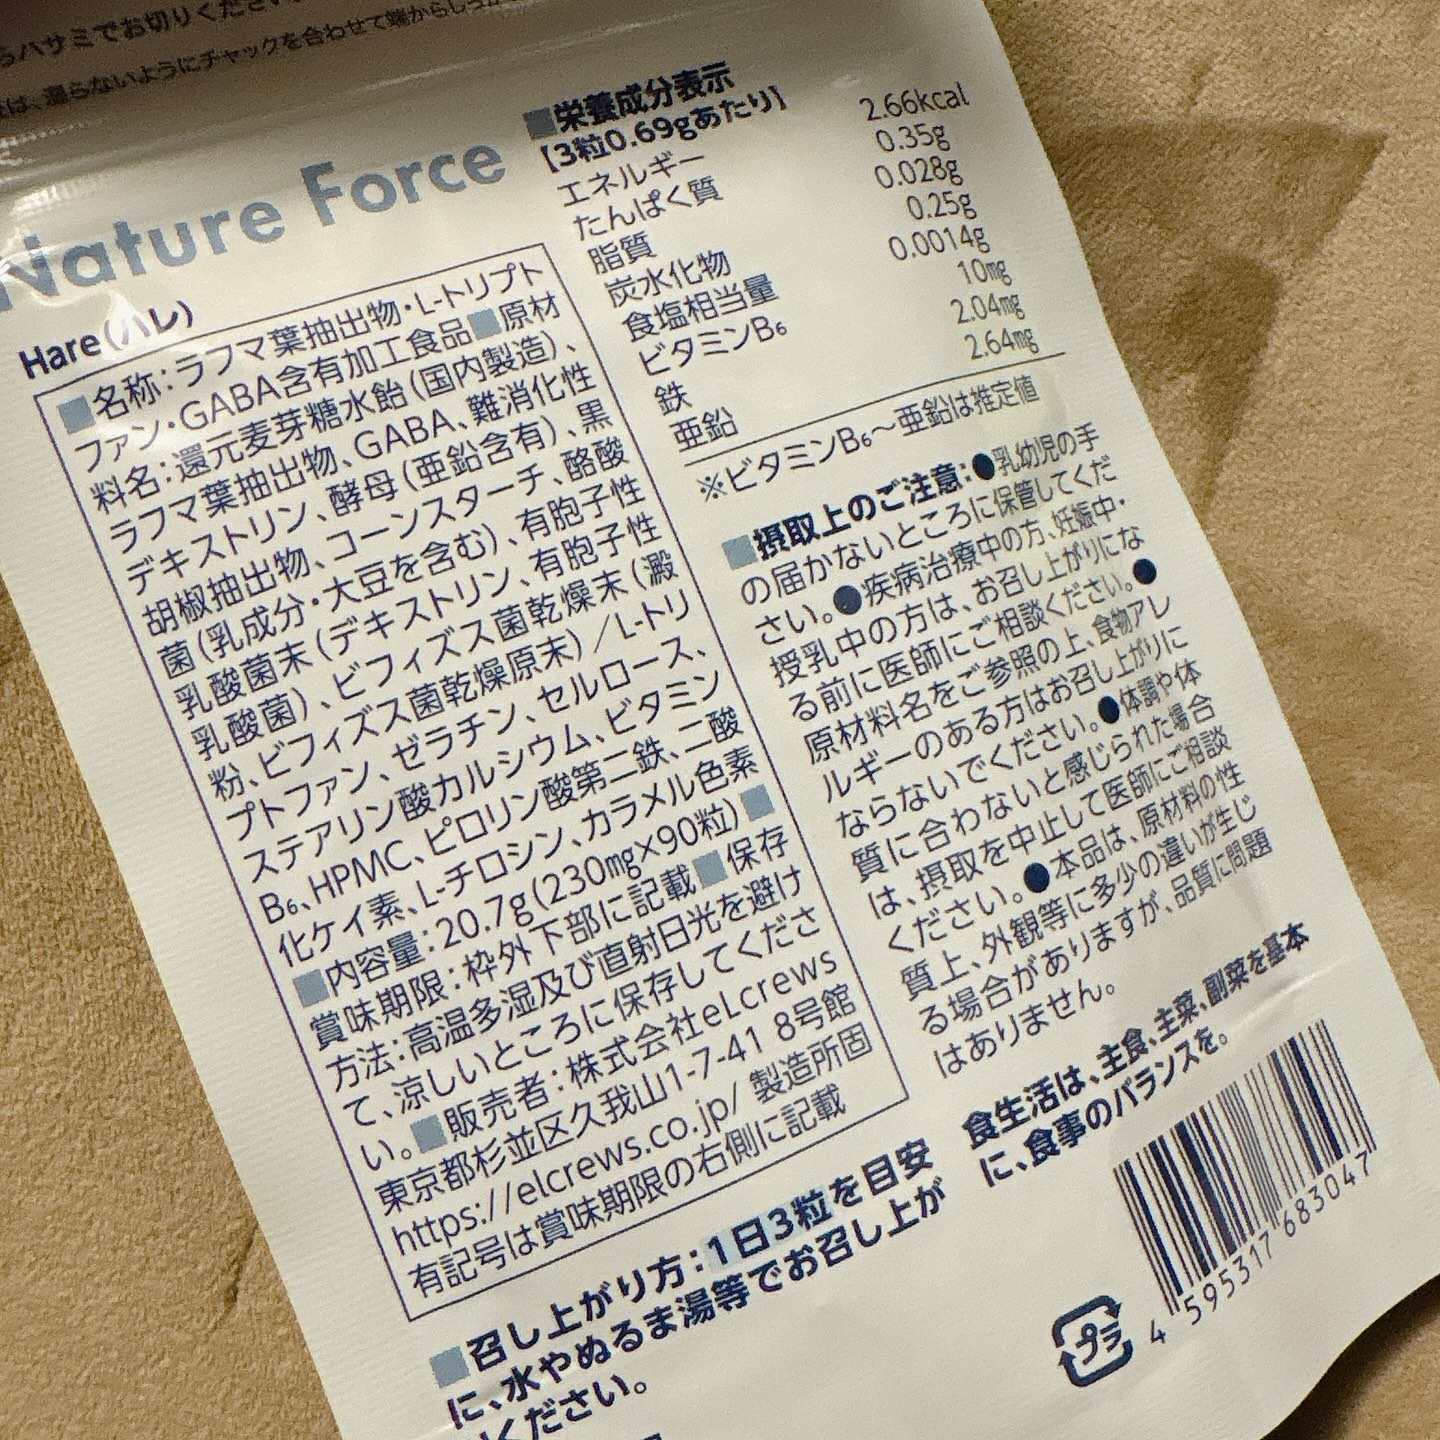 らハサミでお切りください
は、湿らないようにチャックを合わせて端からしっか
Nature Force
Hare(ハレ)
■名称：ラフマ葉抽出物・L-トリプト
ファン・GABA含有加工食品■原材
料名：還元麦芽糖水飴(国内製造)、
ラフマ葉抽出物、GABA、難消化性
デキストリン、酵母(亜鉛含有)、黒
胡椒抽出物、コーンスターチ、酪酸
菌(乳成分・大豆を含む)、有胞子性
乳酸菌末(デキストリン、有胞子性
乳酸菌)、ビフィズス菌乾燥末(澱
粉、ビフィズス菌乾燥原末)／L-トリ
プトファン、ゼラチン、セルロース、
ステアリン酸カルシウム、ビタミン
B₆、HPMC、ピロリン酸第二鉄、二酸
化ケイ素、L-チロシン、カラメル色素
■内容量：20.7g(230㎎×90粒)■
賞味期限：枠外下部に記載■保存
方法：高温多湿及び直射日光を避け
て、涼しいところに保存してくださ
い。■販売者：株式会社eLcrews
東京都杉並区久我山1-7-41 8号館
https://elcrews.co.jp/ 製造所固
有記号は賞味期限の右側に記載
■召し上がり方：1日3粒を目安
に、水やぬるま湯等でお召し上が
ください。
■栄養成分表示
【3粒0.69gあたり】
エネルギー 2.66kcal
たんぱく質 0.35g
脂質 0.028g
炭水化物 0.25g
食塩相当量 0.0014g
ビタミンB₆ 10㎎
鉄 2.04㎎
亜鉛 2.64㎎
※ビタミンB₆～亜鉛は推定値
■摂取上のご注意：●乳幼児の手
の届かないところに保管してくだ
さい。●疾病治療中の方、妊娠中・
授乳中の方は、お召し上がりにな
る前に医師にご相談ください。●
原材料名をご参照の上、食物アレ
ルギーのある方はお召し上がりに
ならないでください。●体調や体
質に合わないと感じられた場合
は、摂取を中止して医師にご相談
ください。●本品は、原材料の性
質上、外観等に多少の違いが生じ
る場合がありますが、品質に問題
はありません。
食生活は、主食、主菜、副菜を基本
に、食事のバランスを。
4 595317 683047
プラ